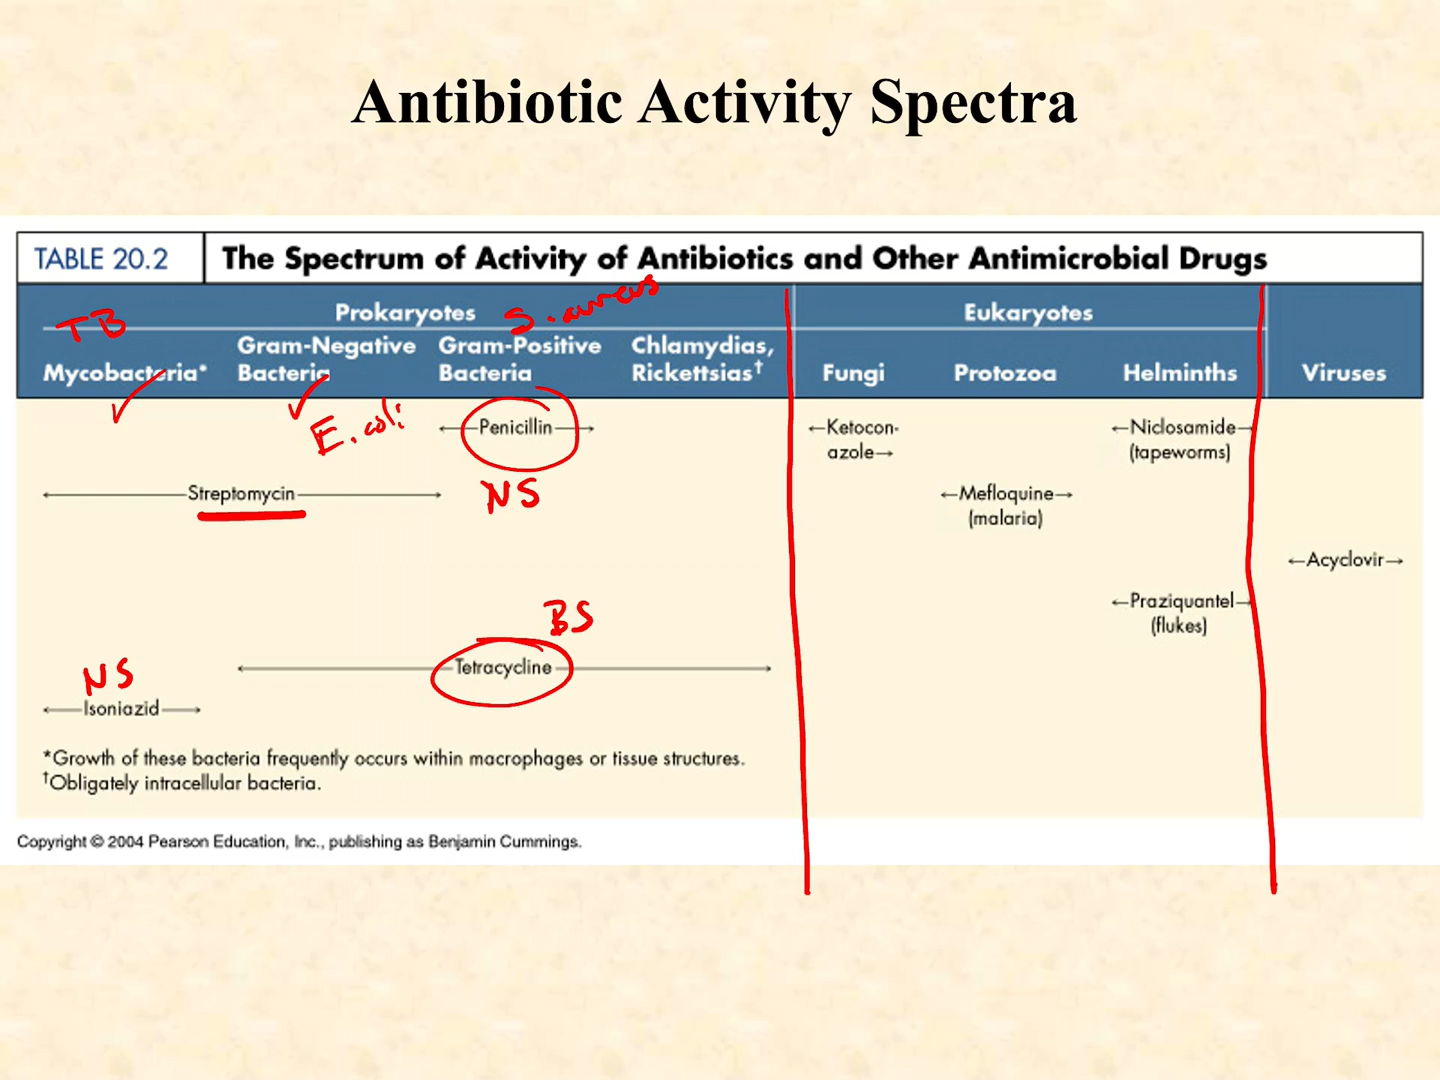 Antibiotic Activity Spectra
TABLE 20.2 The Spectrum of Activity of Antibiotics and Other Antimicrobial Drugs
Prokaryotes Eukaryotes
TB S. aureus
Mycobacteria* Gram-Negative Bacteria Gram-Positive Bacteria Chlamydias, Rickettsias† Fungi Protozoa Helminths Viruses
E. coli
←Penicillin→ ←Ketocon-azole→ ←Niclosamide→ (tapeworms)
NS
←Streptomycin→ ←Mefloquine→ (malaria)
←Acyclovir→
←Praziquantel→ (flukes)
BS
←Tetracycline→
NS
←Isoniazid→
*Growth of these bacteria frequently occurs within macrophages or tissue structures.
†Obligately intracellular bacteria.
Copyright © 2004 Pearson Education, Inc., publishing as Benjamin Cummings.